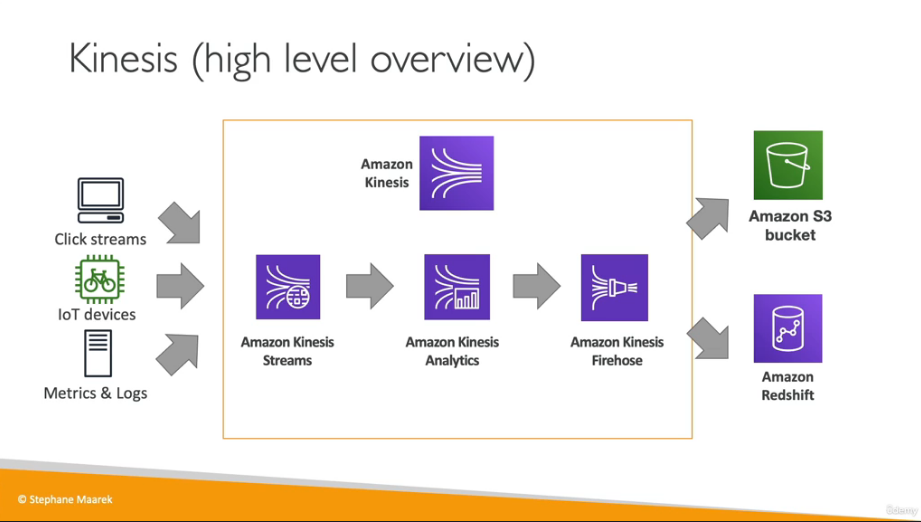 Kinesis (high level overview)
Amazon
Kinesis
Click streams
IoT devices
Metrics & Logs
Amazon Kinesis
Streams
Amazon Kinesis
Analytics
Amazon Kinesis
Firehose
Amazon S3
bucket
Amazon
Redshift
© Stephane Maarek
Udemy